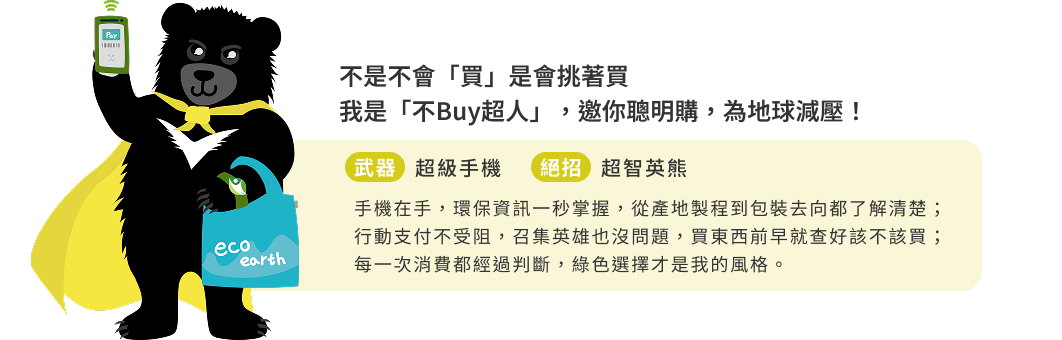 Pay
不是不會「買」是會挑著買
我是「不Buy超人」，邀你聰明購，為地球減壓！
武器 超級手機 絕招 超智英熊
手機在手，環保資訊一秒掌握，從產地製程到包裝去向都了解清楚；
行動支付不受阻，召集英雄也沒問題，買東西前早就查好該不該買；
每一次消費都經過判斷，綠色選擇才是我的風格。
eco
earth